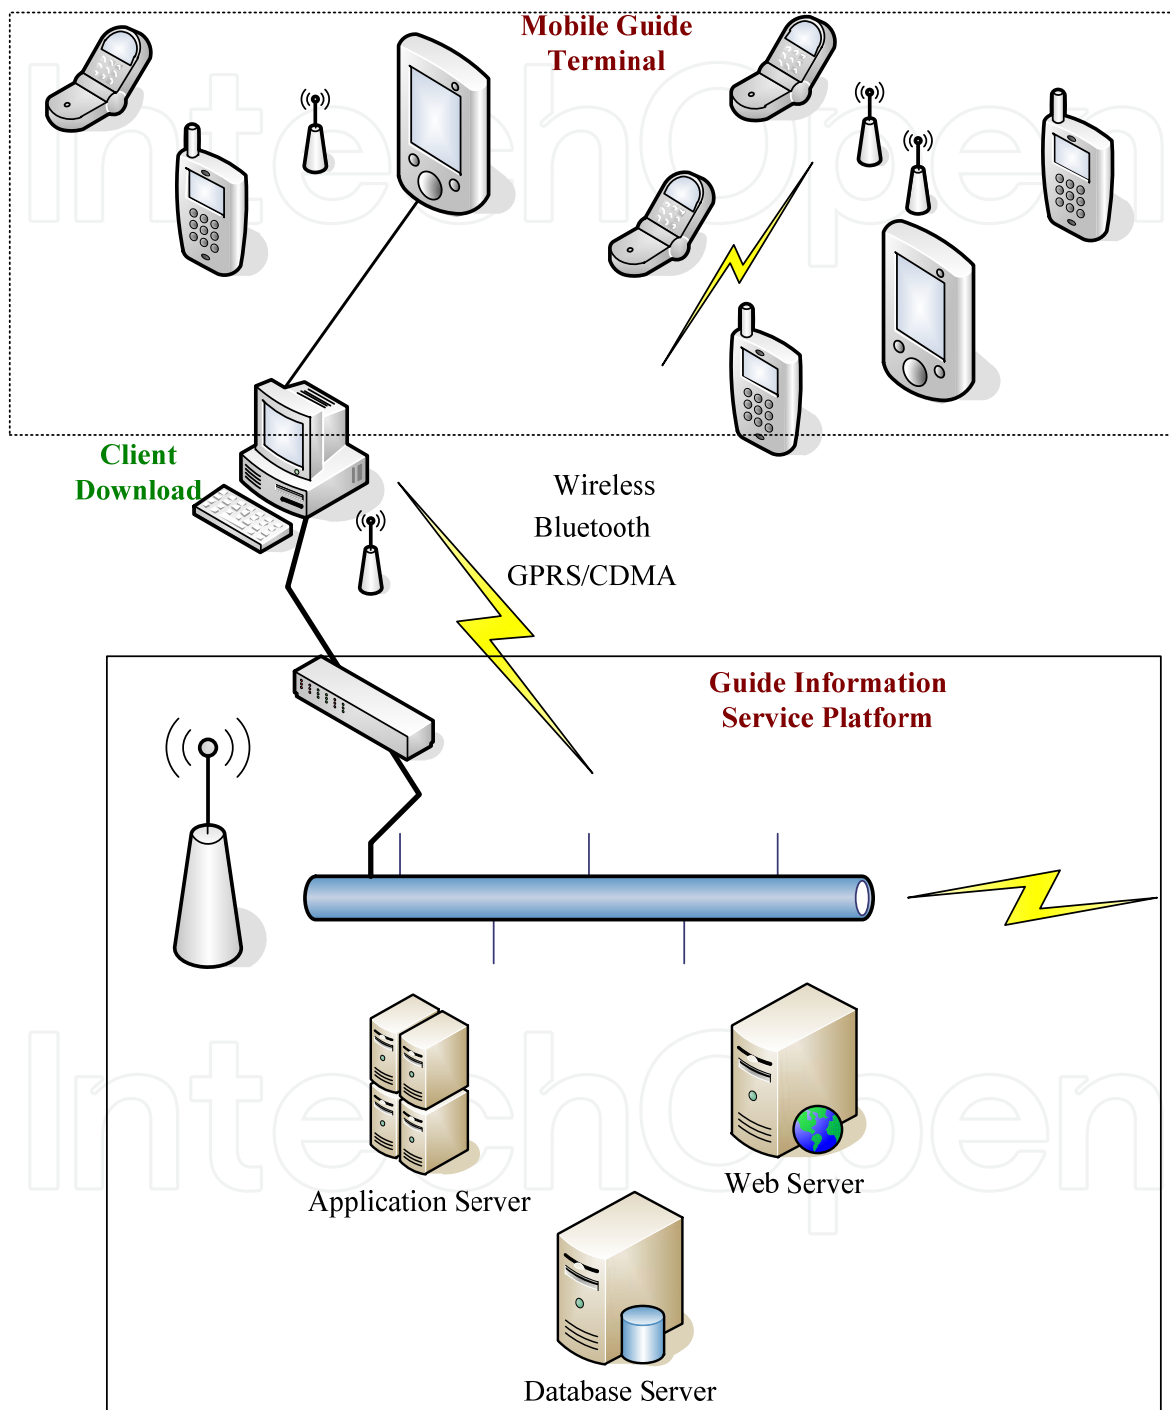 Mobile Guide
Terminal
Client
Download
Wireless
Bluetooth
GPRS/CDMA
Guide Information
Service Platform
Application Server
Web Server
Database Server
IntechOpen
IntechOpen